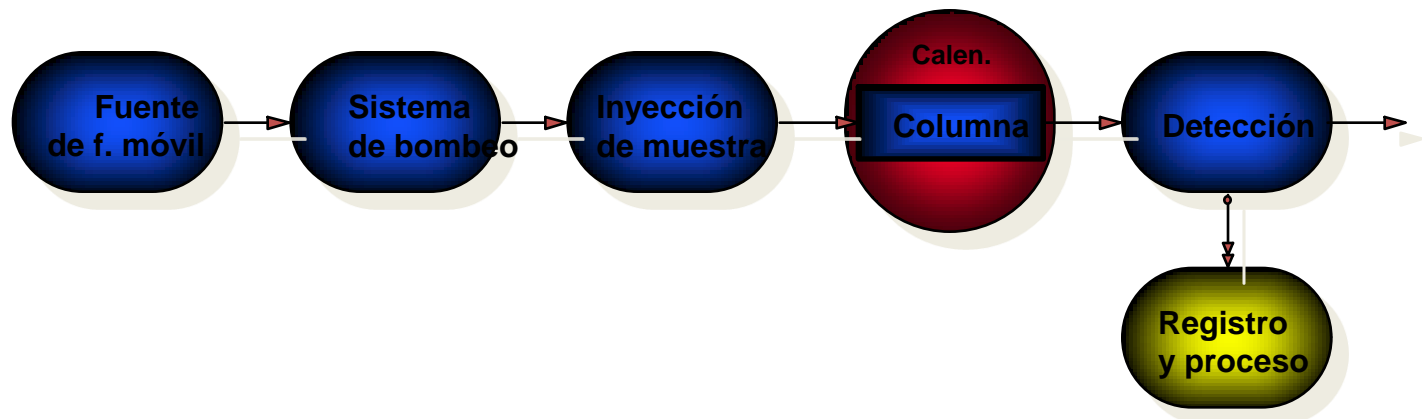 Fuente
de f. móvil
Sistema
de bombeo
Inyección
de muestra
Calen.
Columna
Detección
Registro
y proceso